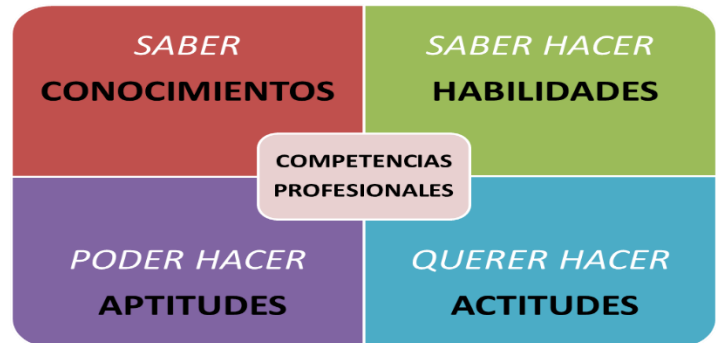 SABER
CONOCIMIENTOS
SABER HACER
HABILIDADES
COMPETENCIAS
PROFESIONALES
PODER HACER
APTITUDES
QUERER HACER
ACTITUDES